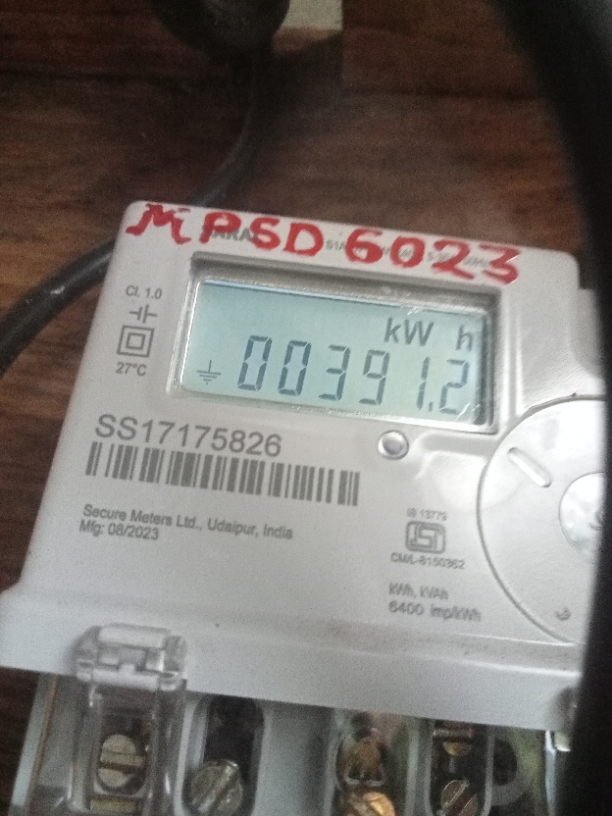 MPSD 6023
Cl. 1.0
kW h
00391.2
27°C
SS17175826
Secure Meters Ltd., Udaipur, India
Mfg: 08/2023
IS 13779
CM/L-8150362
kWh, kVAh
6400 imp/kWh